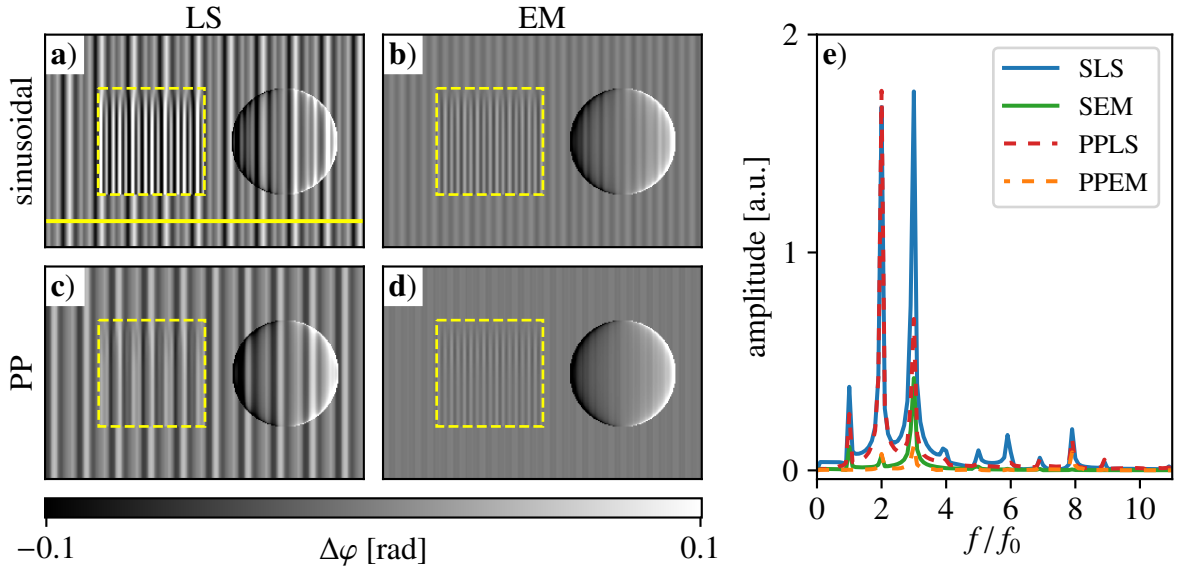 LS
EM
sinusoidal
PP
a)
b)
c)
d)
−0.1
Δφ [rad]
0.1
e)
SLS
SEM
PPLS
PPEM
amplitude [a.u.]
2
1
0
0 2 4 6 8 10
f/f₀